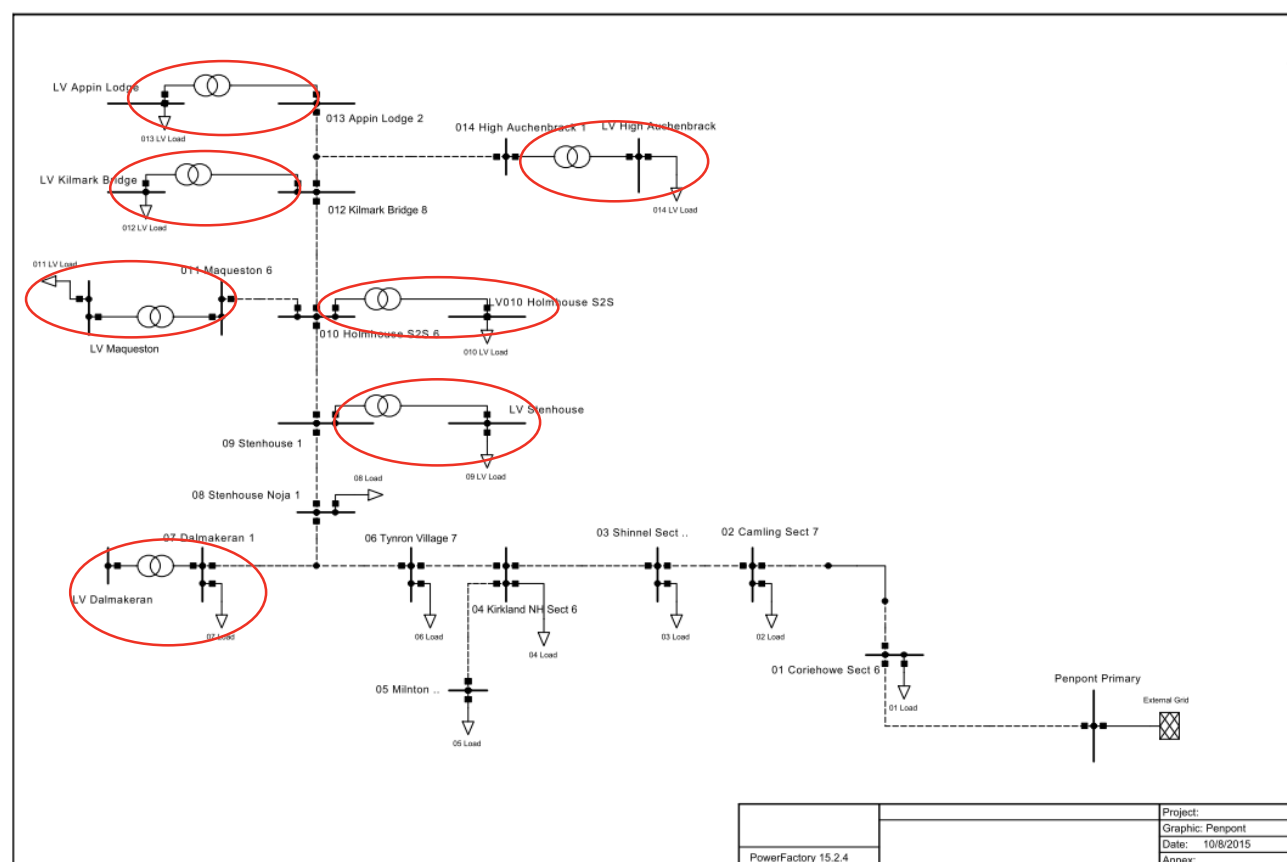 LV Appin Lodge
013 Appin Lodge 2
013 LV Load
014 High Auchenbrack 1
LV High Auchenbrack
LV Kilmark Bridge
014 LV Load
012 Kilmark Bridge 8
012 LV Load
011 LV Load
011 Maqueston 6
LV010 Holmhouse S2S
010 Holmhouse S2S 6
LV Maqueston
010 LV Load
LV Stenhouse
09 Stenhouse 1
09 LV Load
08 Load
08 Stenhouse Noja 1
07 Dalmakeran 1
06 Tynron Village 7
03 Shinnel Sect ..
02 Camling Sect 7
LV Dalmakeran
04 Kirkland NH Sect 6
07 Load
06 Load
04 Load
03 Load
02 Load
01 Coriehowe Sect 6
05 Milnton ..
Penpont Primary
External Grid
01 Load
05 Load
Project:
Graphic: Penpont
Date: 10/8/2015
PowerFactory 15.2.4
Annex: